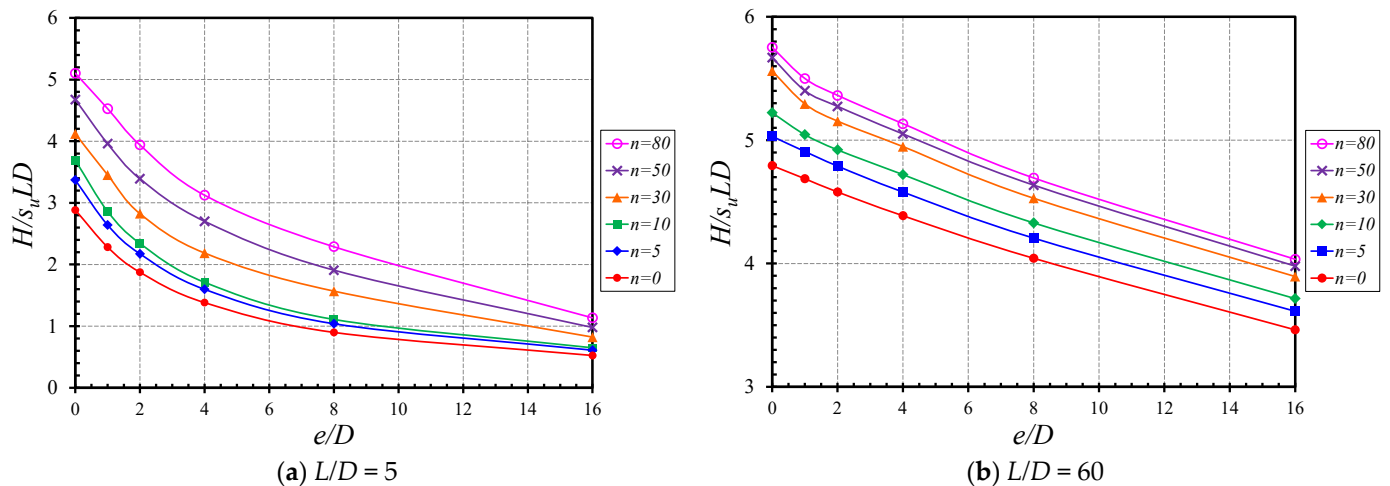 6
5
4
3
2
1
0
H/s_uLD
0 2 4 6 8 10 12 14 16
e/D
n=80
n=50
n=30
n=10
n=5
n=0
(a) L/D = 5
6
5
4
3
H/s_uLD
0 2 4 6 8 10 12 14 16
e/D
n=80
n=50
n=30
n=10
n=5
n=0
(b) L/D = 60